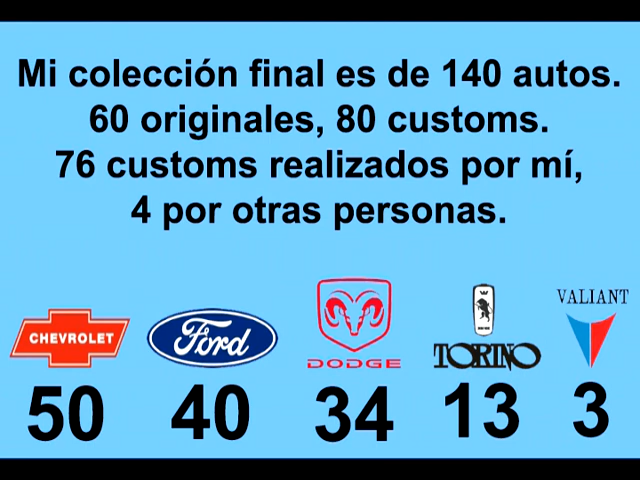 Mi colección final es de 140 autos.
60 originales, 80 customs.
76 customs realizados por mí,
4 por otras personas.
CHEVROLET Ford DODGE TORINO VALIANT
50 40 34 13 3